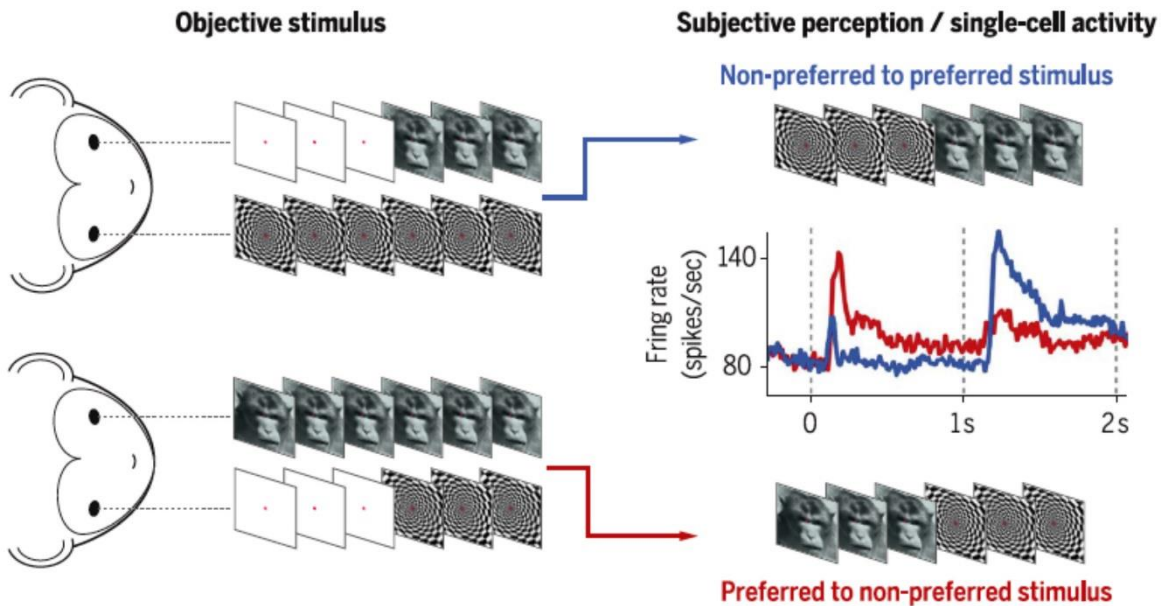 Objective stimulus
Subjective perception / single-cell activity
Non-preferred to preferred stimulus
Fring rate
(spikes/sec)
140
80
0
1s
2s
Preferred to non-preferred stimulus